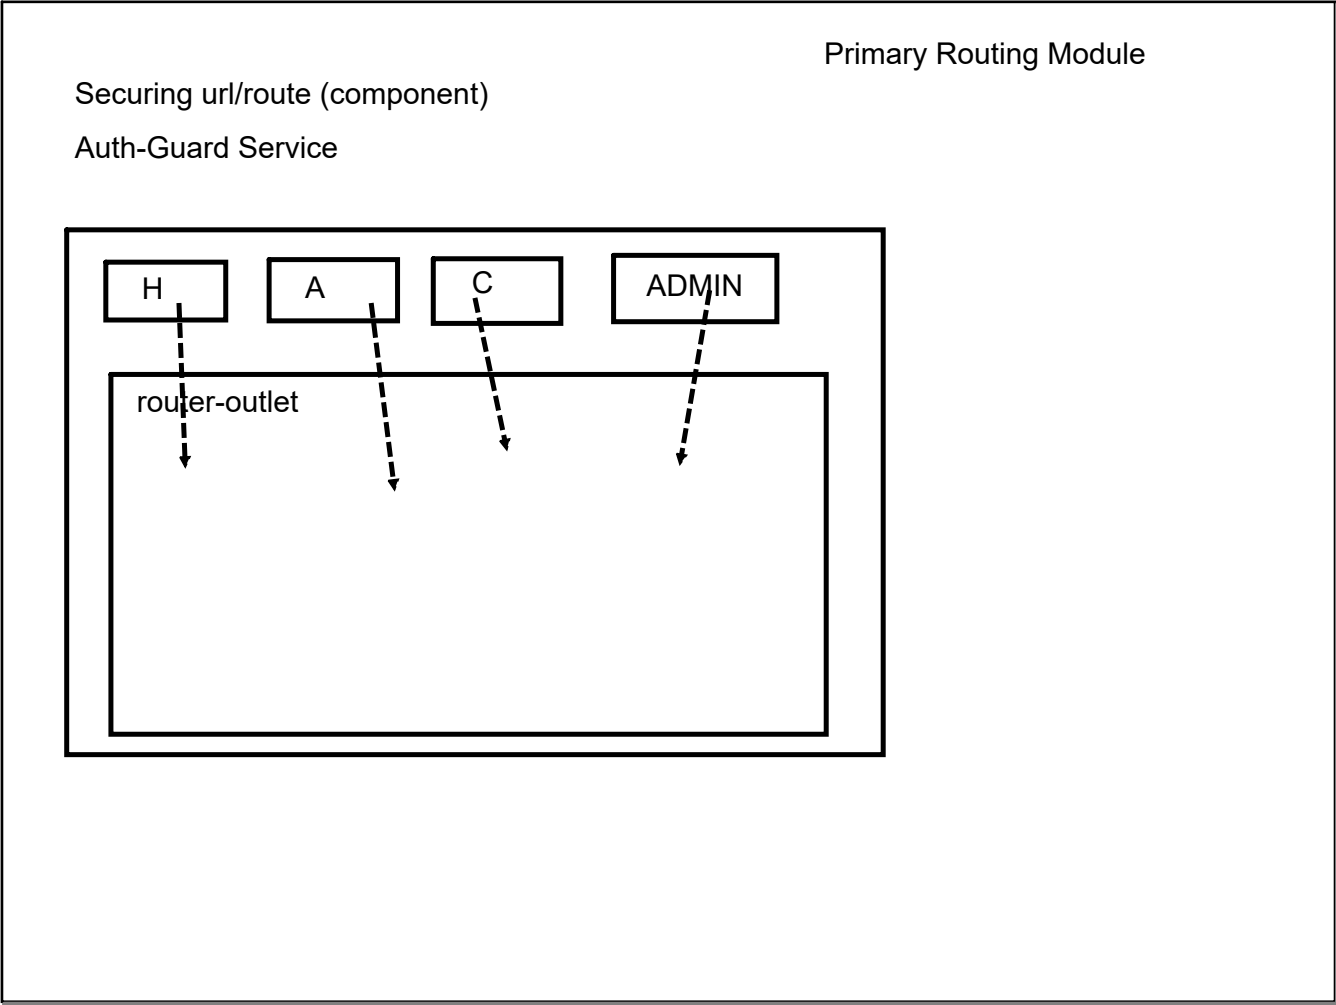 Primary Routing Module
Securing url/route (component)
Auth-Guard Service
H
A
C
ADMIN
router-outlet